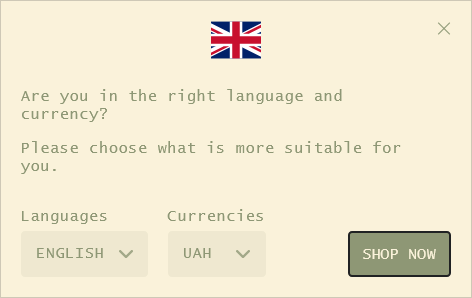 Are you in the right language and
currency?
Please choose what is more suitable for
you.
Languages Currencies
ENGLISH UAH SHOP NOW